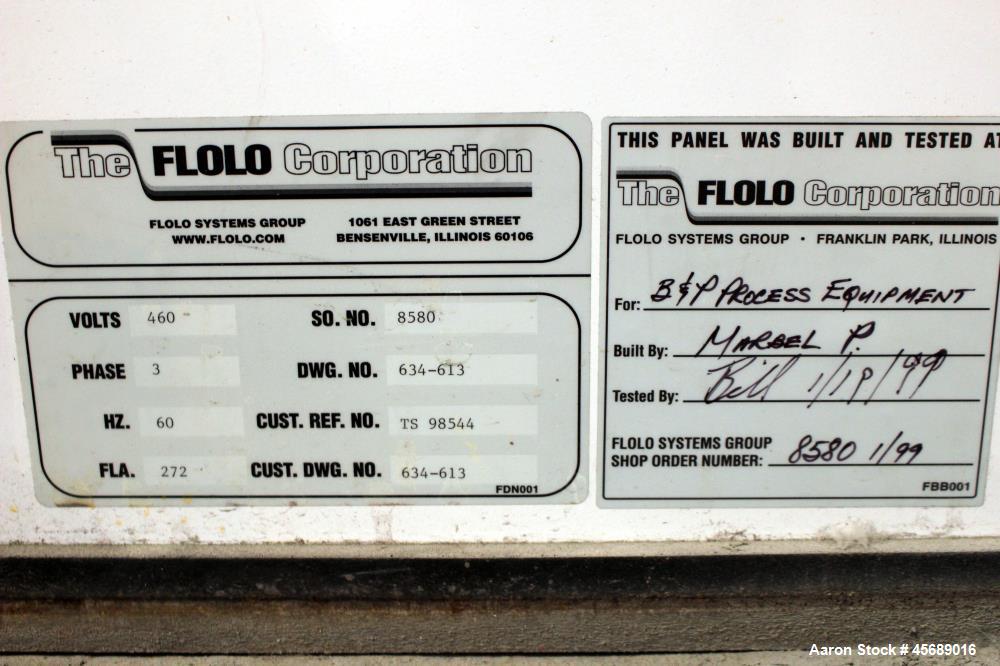 The FLOLO Corporation
FLOLO SYSTEMS GROUP
WWW.FLOLO.COM
1061 EAST GREEN STREET
BENSENVILLE, ILLINOIS 60106
VOLTS 460
SO. NO. 8580
PHASE 3
DWG. NO. 634-613
HZ. 60
CUST. REF. NO. TS 98544
FLA. 272
CUST. DWG. NO. 634-613
FDN001
THIS PANEL WAS BUILT AND TESTED AT
The FLOLO Corporation
FLOLO SYSTEMS GROUP · FRANKLIN PARK, ILLINOIS
For: B&P PROCESS EQUIPMENT
Built By: MARBEL P.
Tested By: Bill
FLOLO SYSTEMS GROUP
SHOP ORDER NUMBER: 8580 1/99
FBB001
Aaron Stock # 45689016